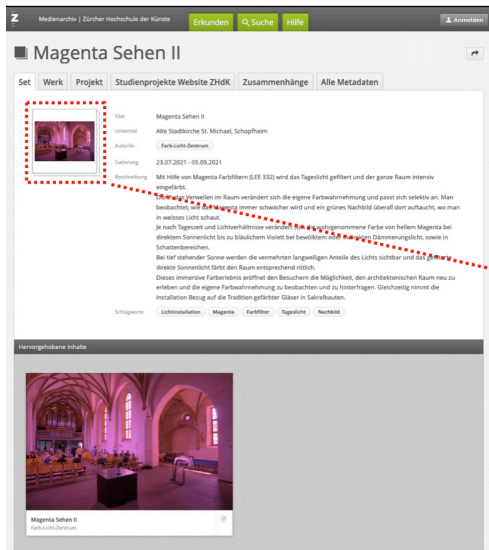 Z Medienarchiv | Zürcher Hochschule der Künste Erkunden Suche Hilfe Anmelden
Magenta Sehen II
Set Werk Projekt Studienprojekte Website ZHdK Zusammenhänge Alle Metadaten
Titel Magenta Sehen II
Untertitel Alte Stadtkirche St. Michael, Schopfheim
Autor/in Farb-Licht-Zentrum
Datierung 23.07.2021 - 05.09.2021
Beschreibung Mit Hilfe von Magenta Farbfiltern (LEE 332) wird das Tageslicht gefiltert und der ganze Raum intensiv
eingefärbt.
Durch das Verweilen im Raum verändert sich die eigene Farbwahrnehmung und passt sich selektiv an. Man
beobachtet, wie das Magenta immer schwächer wird und ein grünes Nachbild überall dort auftaucht, wo man
in weisses Licht schaut.
Je nach Tageszeit und Lichtverhältnisse verändert sich die wahrgenommene Farbe von hellem Magenta bei
direktem Sonnenlicht bis zu bläulichem Violett bei bewölktem oder indirekten Dämmerungslicht, sowie in
Schattenbereichen.
Bei tief stehender Sonne werden die vermehrten langwelligen Anteile des Lichts sichtbar und das gefilterte
direkte Sonnenlicht färbt den Raum entsprechend rötlich.
Dieses immersive Farberlebnis eröffnet den Besuchern die Möglichkeit, den architektonischen Raum neu zu
erleben und die eigene Farbwahrnehmung zu beobachten und zu hinterfragen. Gleichzeitig nimmt die
Installation Bezug auf die Tradition gefärbter Gläser in Sakralbauten.
Schlagworte Lichtinstallation Magenta Farbfilter Tageslicht Nachbild
Hervorgehobene Inhalte
Magenta Sehen II
Farb-Licht-Zentrum